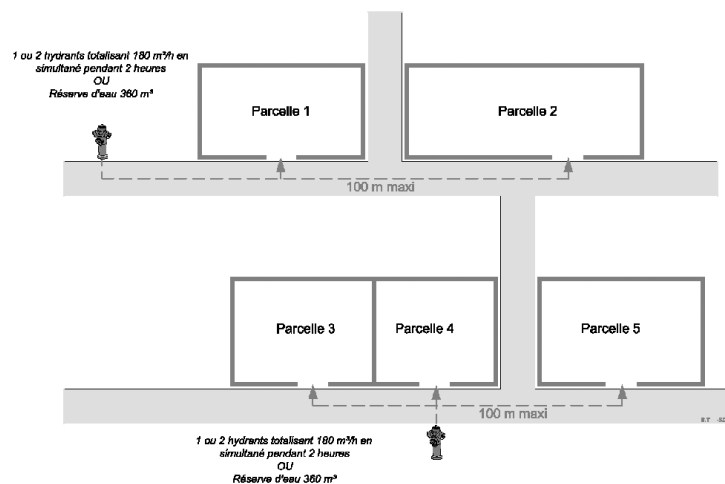 1 ou 2 hydrants totalisant 180 m³/h en
simultané pendant 2 heures
OU
Réserve d'eau 360 m³
Parcelle 1
Parcelle 2
100 m maxi
Parcelle 3
Parcelle 4
Parcelle 5
100 m maxi
1 ou 2 hydrants totalisant 180 m³/h en
simultané pendant 2 heures
OU
Réserve d'eau 360 m³